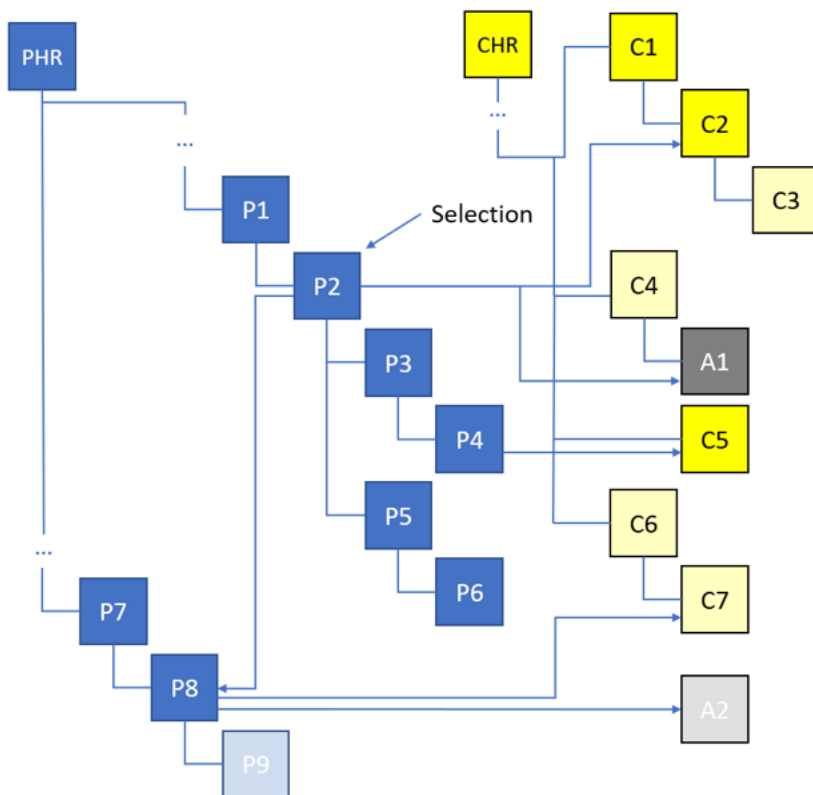 PHR
CHR
C1
...
...
C2
P1
C3
Selection
P2
C4
P3
A1
P4
C5
P5
C6
...
P7
P6
C7
P8
A2
P9